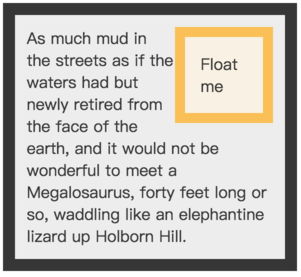 As much mud in
the streets as if the
waters had but
newly retired from
the face of the
earth, and it would not be
wonderful to meet a
Megalosaurus, forty feet long or
so, waddling like an elephantine
lizard up Holborn Hill.
Float
me